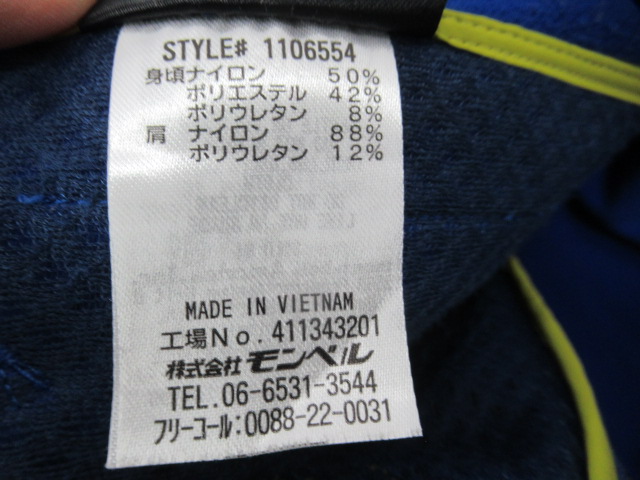 STYLE# 1106554
身頃ナイロン 50%
ポリエステル 42%
ポリウレタン 8%
肩 ナイロン 88%
ポリウレタン 12%
MADE IN VIETNAM
工場No.411343201
株式会社モンベル
TEL.06-6531-3544
フリーコール:0088-22-0031